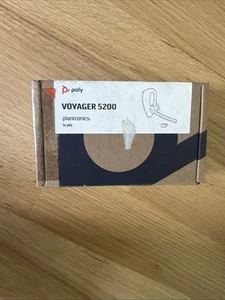 poly
VOYAGER 5200
plantronics.